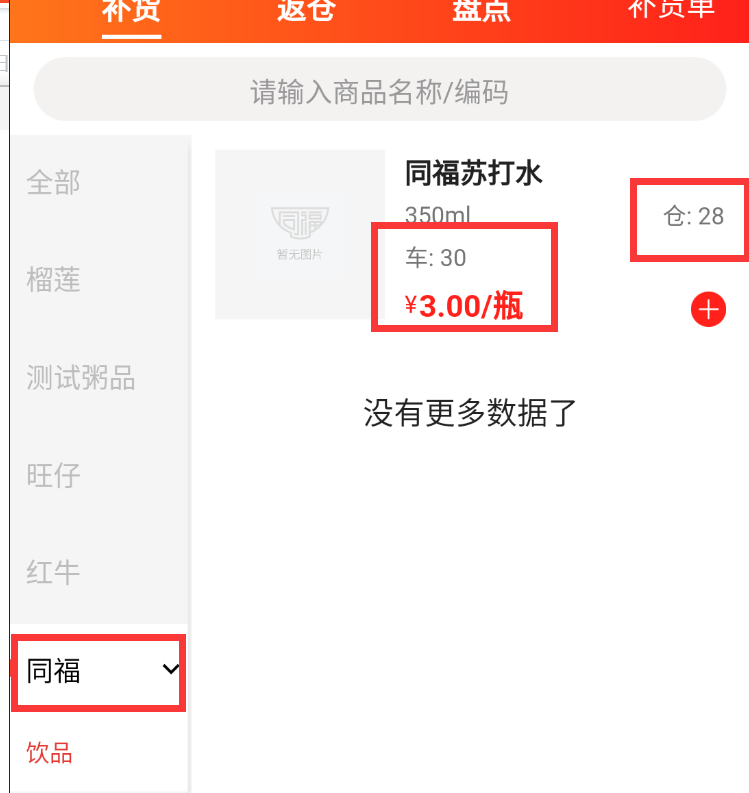 补货 返仓 盘点 补货单
请输入商品名称/编码
全部
榴莲
测试粥品
旺仔
红牛
同福
饮品
同福
暂无图片
同福苏打水
350ml
仓: 28
车: 30
¥3.00/瓶
没有更多数据了